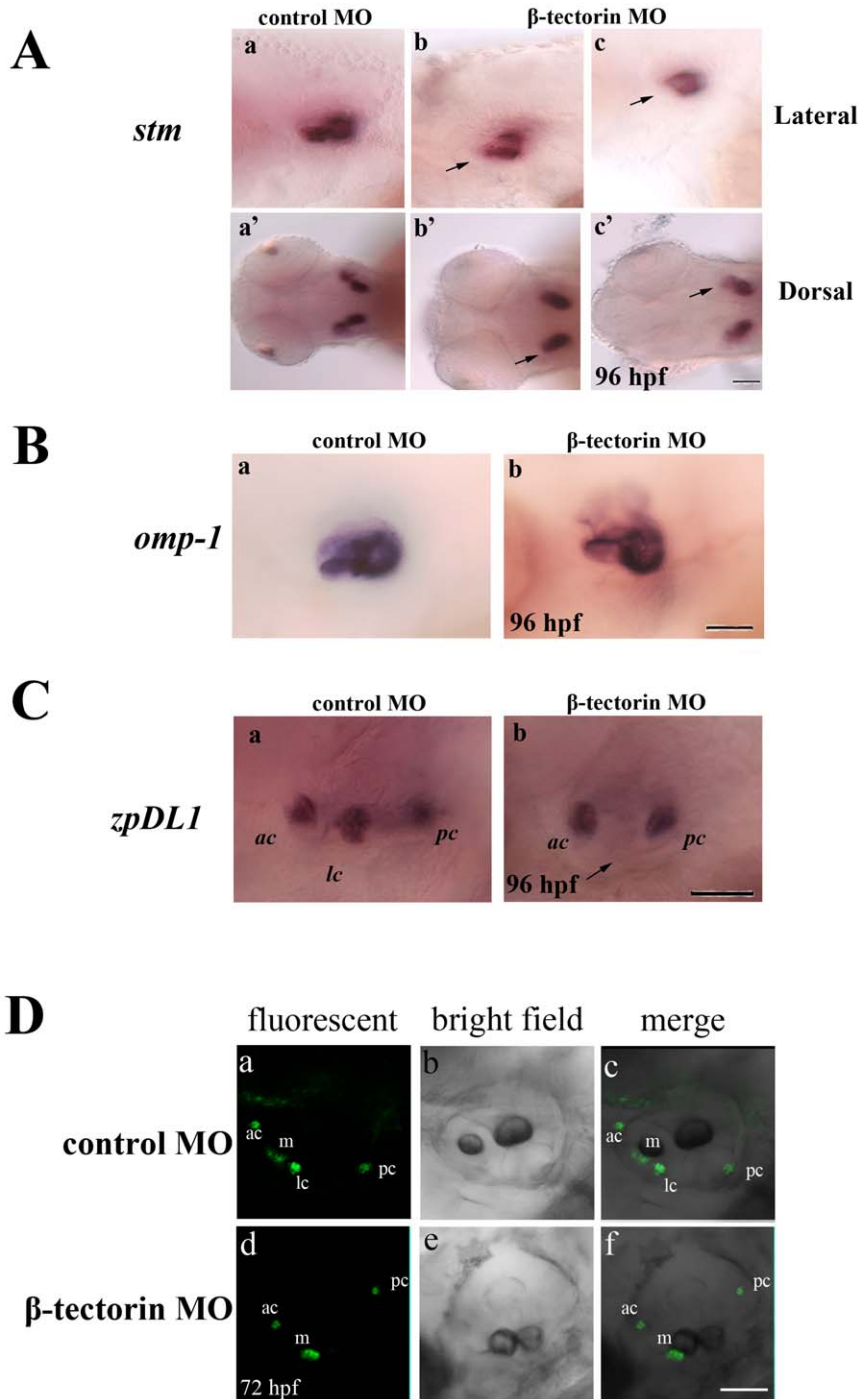 A
control MO β-tectorin MO
stm
a b c
Lateral
a' b' c'
Dorsal
96 hpf
B
control MO β-tectorin MO
omp-1
a b
96 hpf
C
control MO β-tectorin MO
zpDL1
a b
ac lc pc ac pc
96 hpf
D
fluorescent bright field merge
control MO
a b c
ac m lc pc ac m lc pc
β-tectorin MO
d e f
ac m pc ac m pc
72 hpf